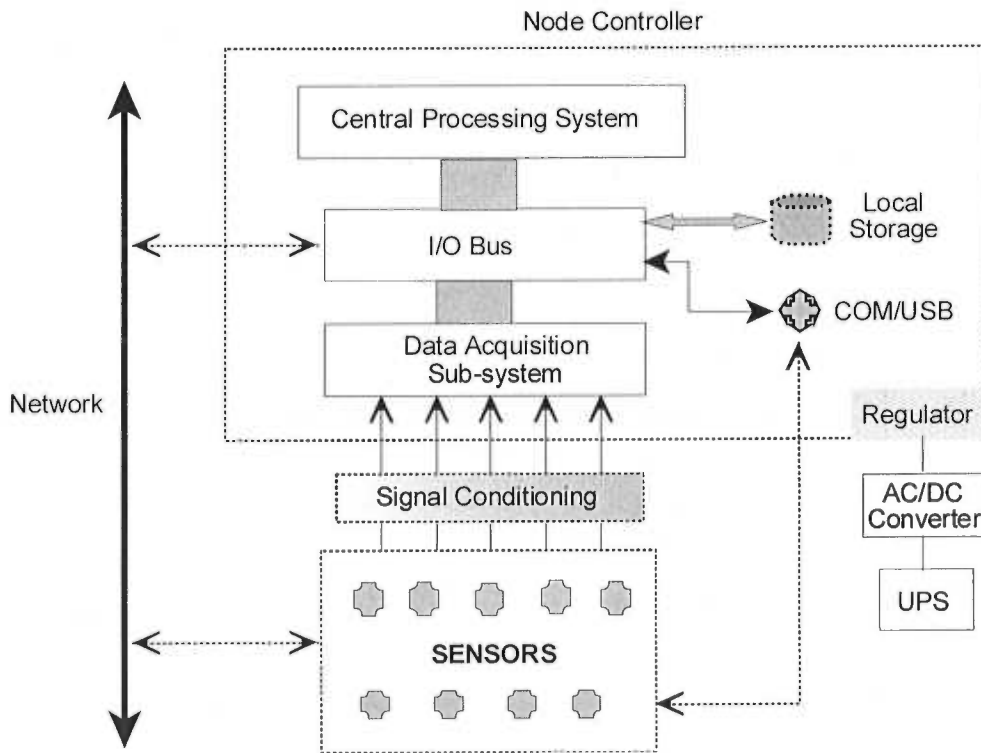 Node Controller
Central Processing System
I/O Bus
Local
Storage
COM/USB
Data Acquisition
Sub-system
Network
Regulator
Signal Conditioning
AC/DC
Converter
UPS
SENSORS